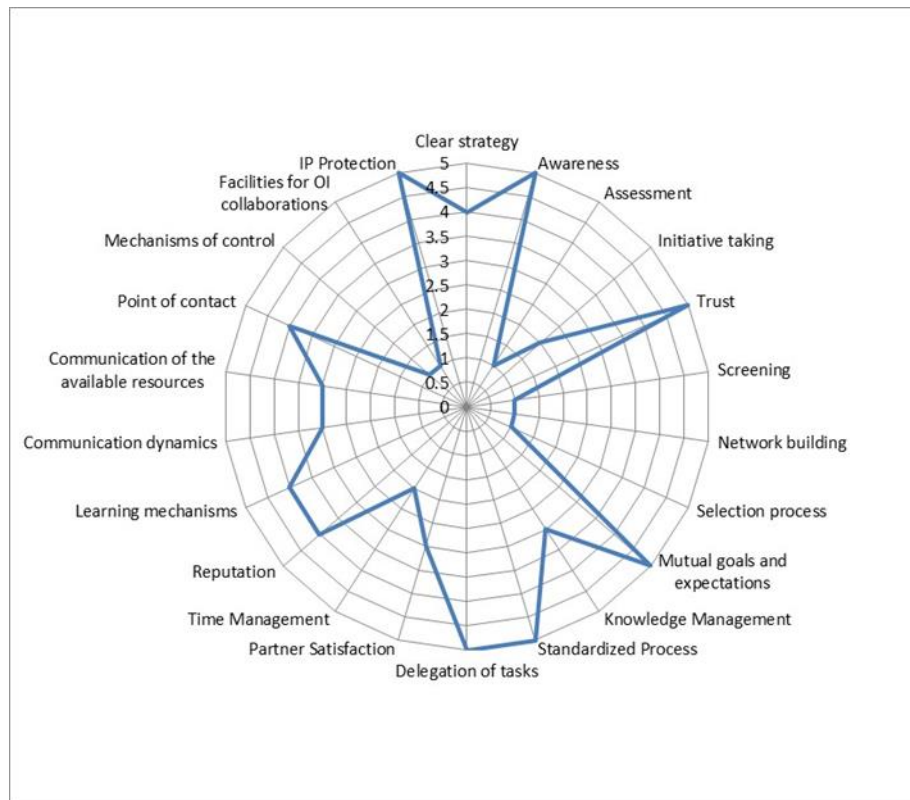 Clear strategy
Awareness
Assessment
Initiative taking
Trust
Screening
Network building
Selection process
Mutual goals and
expectations
Knowledge Management
Standardized Process
Delegation of tasks
Partner Satisfaction
Time Management
Reputation
Learning mechanisms
Communication dynamics
Communication of the
available resources
Point of contact
Mechanisms of control
Facilities for OI
collaborations
IP Protection
5
4.5
4
3.5
3
2.5
2
1.5
1
0.5
0